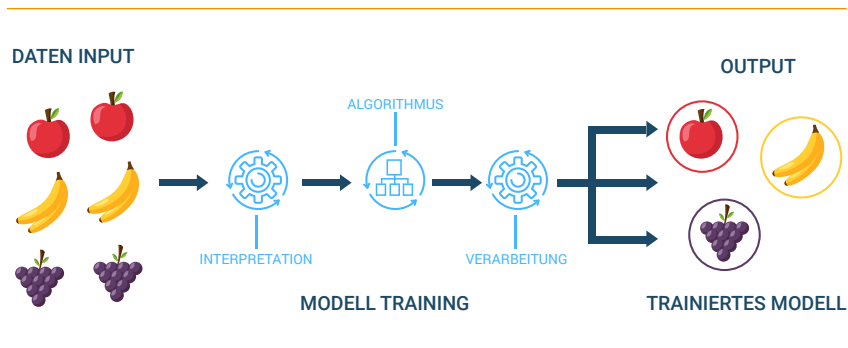 DATEN INPUT
OUTPUT
ALGORITHMUS
INTERPRETATION
VERARBEITUNG
MODELL TRAINING
TRAINIERTES MODELL